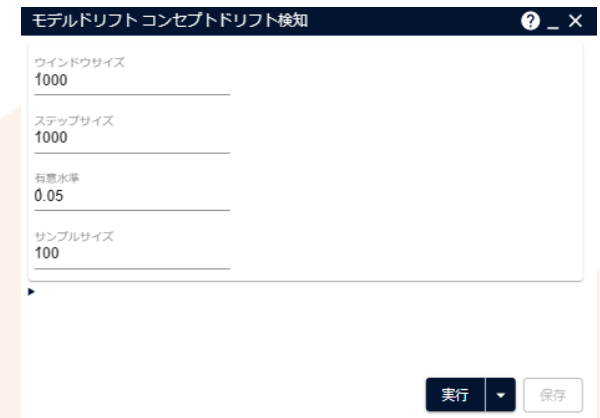 モデルドリフト コンセプトドリフト検知
ウインドウサイズ
1000
ステップサイズ
1000
有意水準
0.05
サンプルサイズ
100
実行
保存